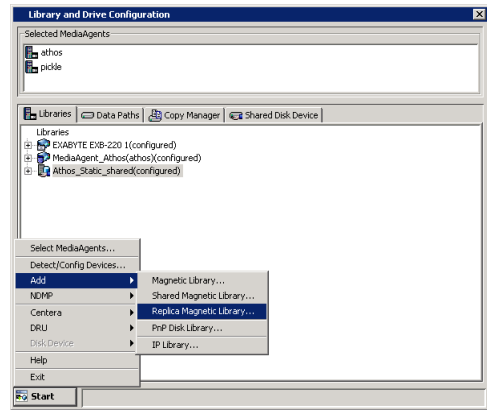 Library and Drive Configuration
Selected MediaAgents
athos
pickle
Libraries
Data Paths
Copy Manager
Shared Disk Device
Libraries
EXABYTE EXB-220 1(configured)
MediaAgent_Athos(athos)(configured)
Athos_Static_shared(configured)
Select MediaAgents...
Detect/Config Devices...
Add
Magnetic Library...
NDMP
Shared Magnetic Library...
Centera
Replica Magnetic Library...
DRU
PnP Disk Library...
Disk Device
IP Library...
Help
Exit
Start